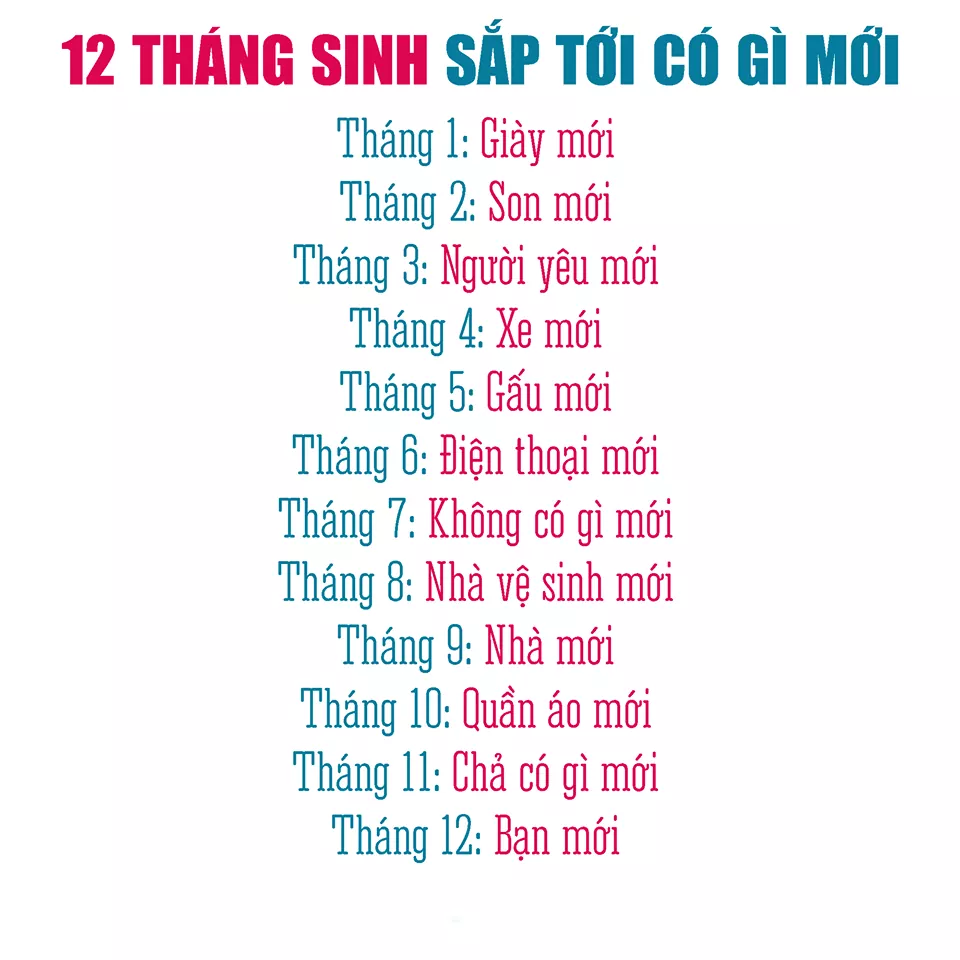 12 THÁNG SINH SẮP TỚI CÓ GÌ MỚI
Tháng 1: Giày mới
Tháng 2: Son mới
Tháng 3: Người yêu mới
Tháng 4: Xe mới
Tháng 5: Gấu mới
Tháng 6: Điện thoại mới
Tháng 7: Không có gì mới
Tháng 8: Nhà vệ sinh mới
Tháng 9: Nhà mới
Tháng 10: Quần áo mới
Tháng 11: Chả có gì mới
Tháng 12: Bạn mới